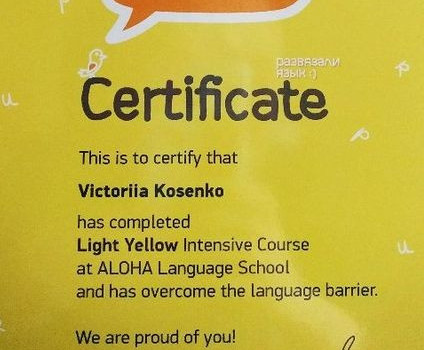 развязали
язык :)
Certificate
This is to certify that
Victoriia Kosenko
has completed
Light Yellow Intensive Course
at ALOHA Language School
and has overcome the language barrier.
We are proud of you!